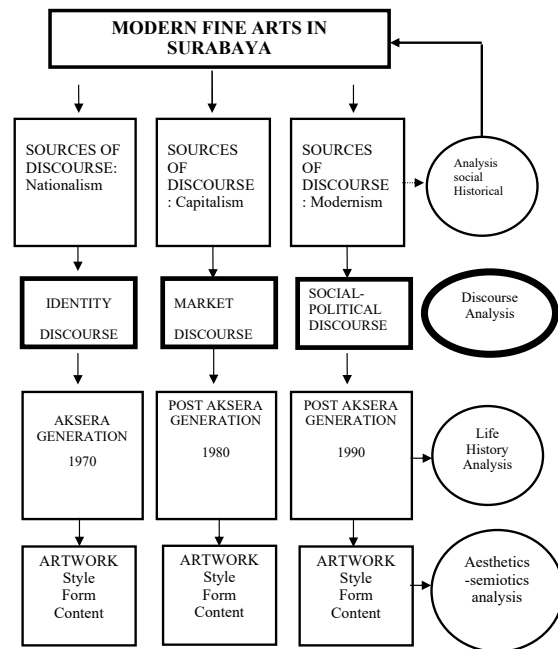 MODERN FINE ARTS IN
SURABAYA
SOURCES OF
DISCOURSE:
Nationalism
SOURCES
OF
DISCOURSE
: Capitalism
SOURCES
OF
DISCOURSE
: Modernism
Analysis
social
Historical
IDENTITY
DISCOURSE
MARKET
DISCOURSE
SOCIAL-
POLITICAL
DISCOURSE
Discourse
Analysis
AKSERA
GENERATION
1970
POST AKSERA
GENERATION
1980
POST AKSERA
GENERATION
1990
Life
History
Analysis
ARTWORK
Style
Form
Content
ARTWORK
Style
Form
Content
ARTWORK
Style
Form
Content
Aesthetics
-semiotics
analysis